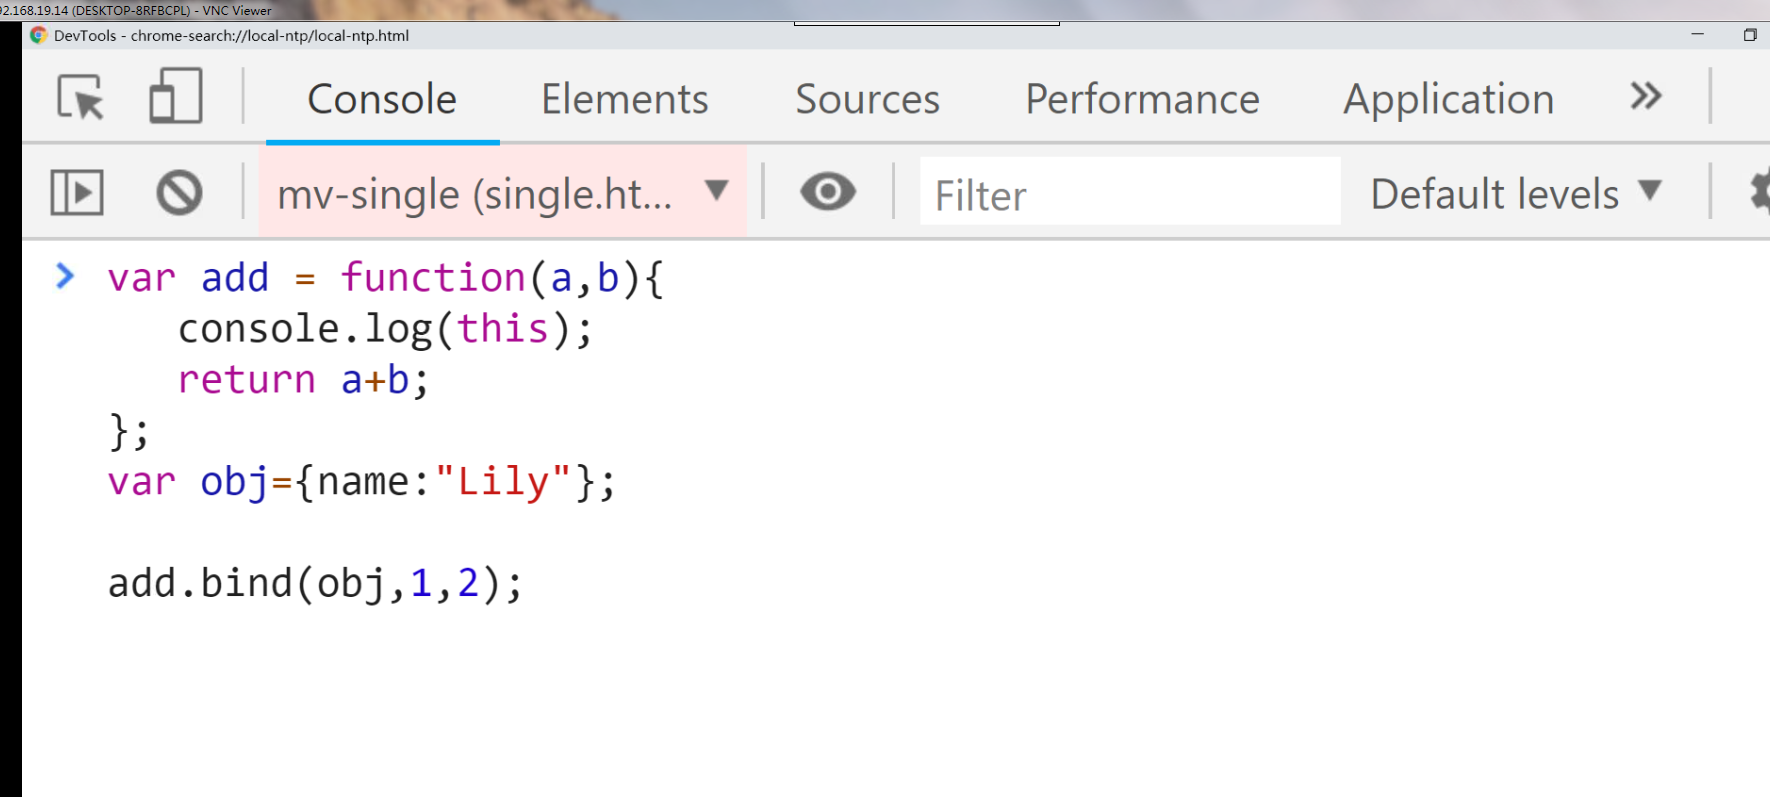 92.168.19.14 (DESKTOP-8RFBCPL) - VNC Viewer
DevTools - chrome-search://local-ntp/local-ntp.html
Console Elements Sources Performance Application
mv-single (single.ht... Filter Default levels
var add = function(a,b){
console.log(this);
return a+b;
};
var obj={name:"Lily"};
add.bind(obj,1,2);